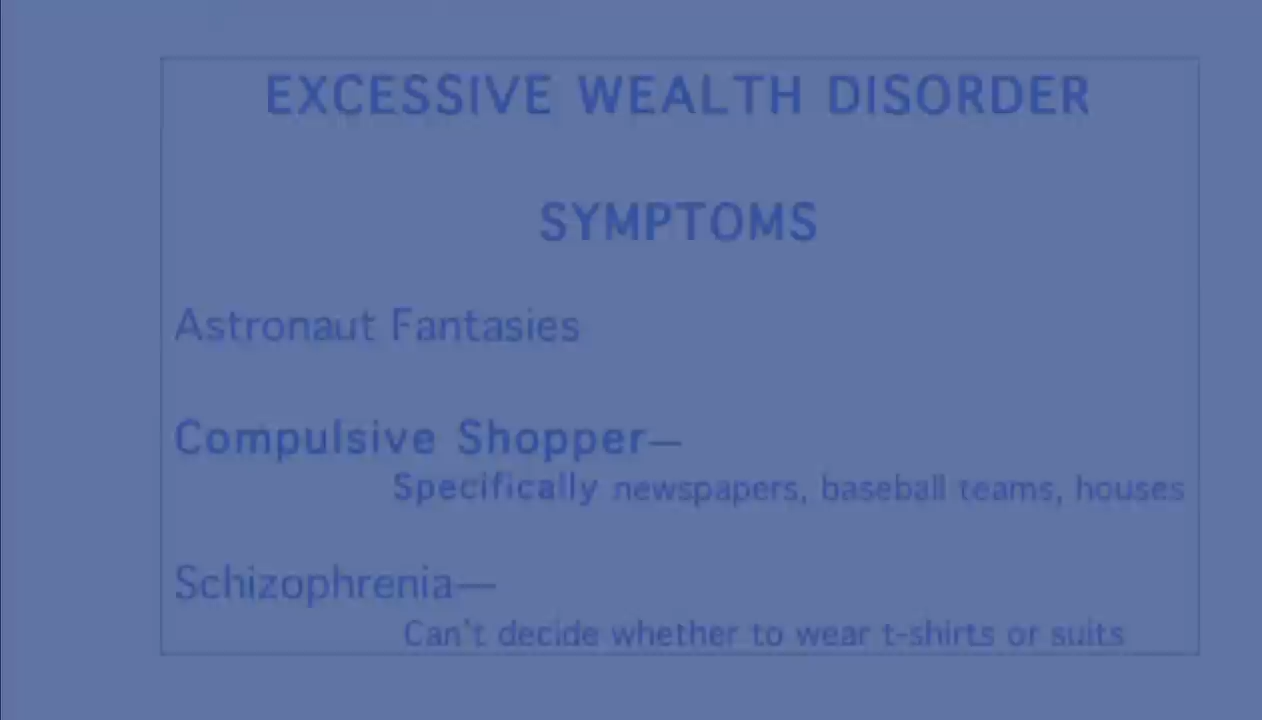 EXCESSIVE WEALTH DISORDER
SYMPTOMS
Astronaut Fantasies
Compulsive Shopper—
Specifically newspapers, baseball teams, houses
Schizophrenia—
Can't decide whether to wear t-shirts or suits